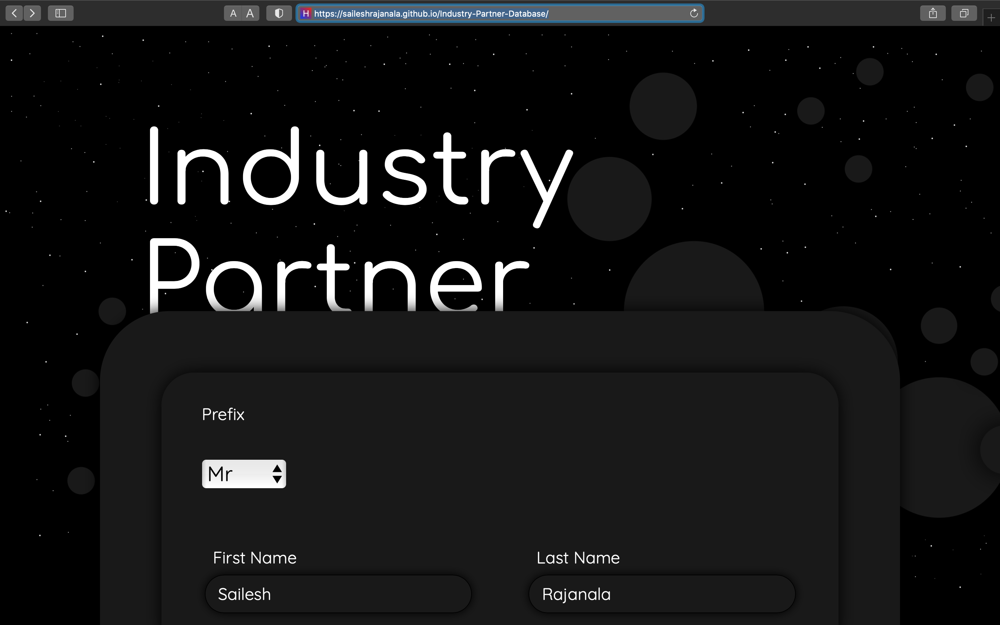 A A H https://saileshrajanala.github.io/Industry-Partner-Database/
Industry
Partner
Prefix
Mr
First Name Last Name
Sailesh Rajanala